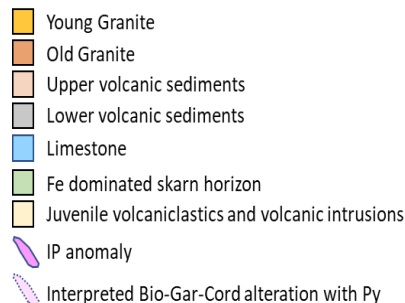 Young Granite
Old Granite
Upper volcanic sediments
Lower volcanic sediments
Limestone
Fe dominated skarn horizon
Juvenile volcaniclastics and volcanic intrusions
IP anomaly
Interpreted Bio-Gar-Cord alteration with Py